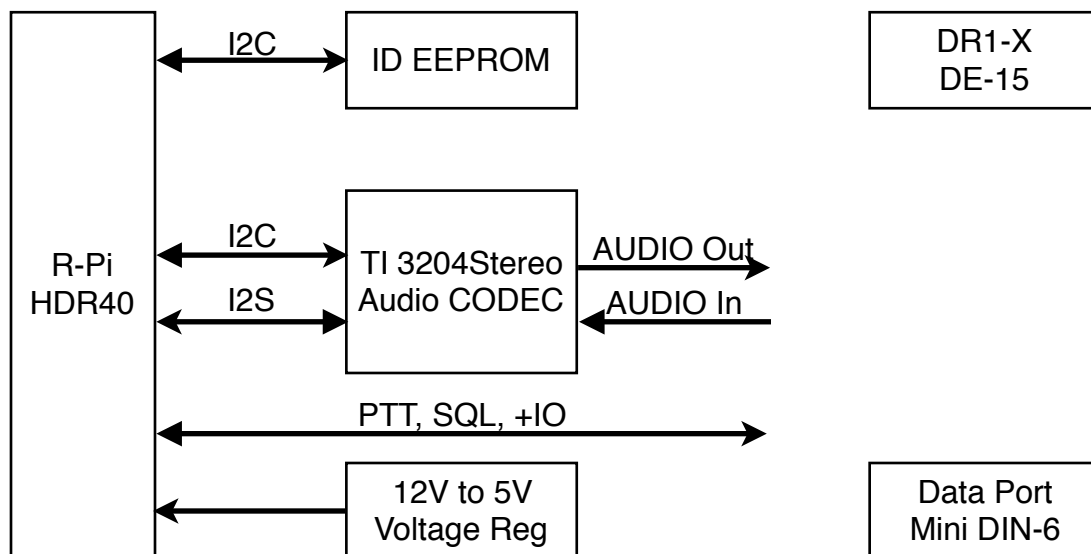 I2C
ID EEPROM
DR1-X
DE-15
R-Pi
HDR40
I2C
I2S
TI 3204Stereo
Audio CODEC
AUDIO Out
AUDIO In
PTT, SQL, +IO
12V to 5V
Voltage Reg
Data Port
Mini DIN-6